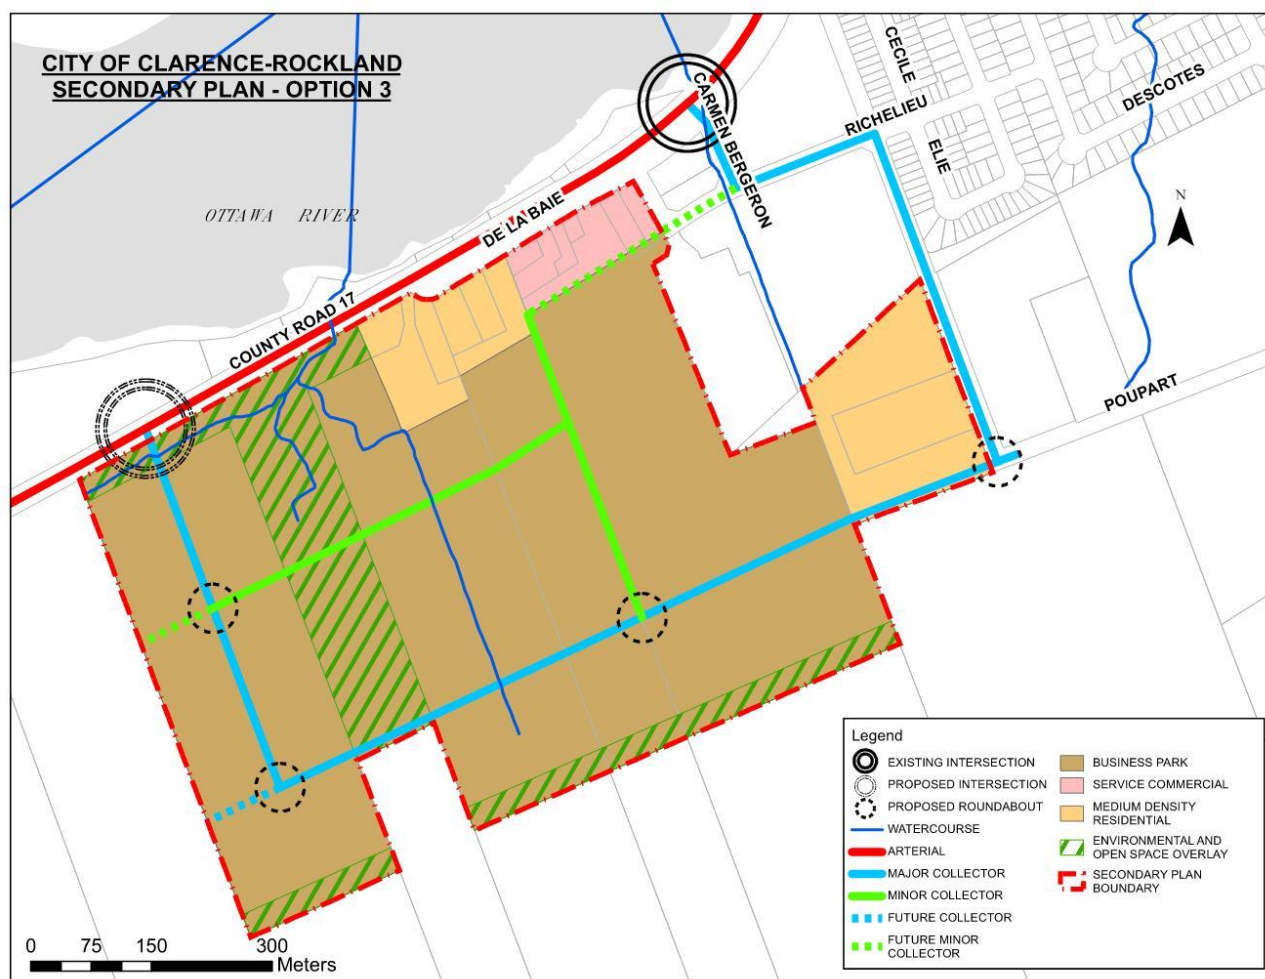 CITY OF CLARENCE-ROCKLAND
SECONDARY PLAN - OPTION 3
OTTAWA RIVER
CARMEN BERGERON
CECILE
RICHELIEU
ELIE
DESCOTES
DE LA BAIE
COUNTY ROAD 17
POUPART
N
Legend
EXISTING INTERSECTION
PROPOSED INTERSECTION
PROPOSED ROUNDABOUT
WATERCOURSE
ARTERIAL
MAJOR COLLECTOR
MINOR COLLECTOR
FUTURE COLLECTOR
FUTURE MINOR
COLLECTOR
BUSINESS PARK
SERVICE COMMERCIAL
MEDIUM DENSITY
RESIDENTIAL
ENVIRONMENTAL AND
OPEN SPACE OVERLAY
SECONDARY PLAN
BOUNDARY
0 75 150 300
Meters